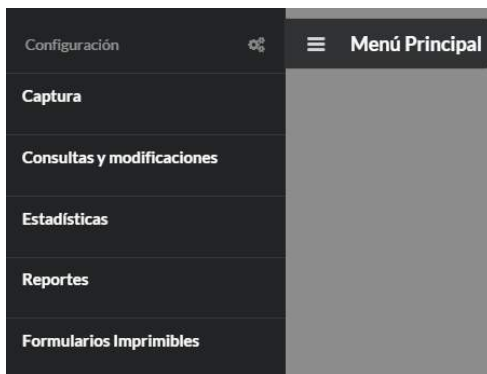 Configuración
Menú Principal
Captura
Consultas y modificaciones
Estadísticas
Reportes
Formularios Imprimibles